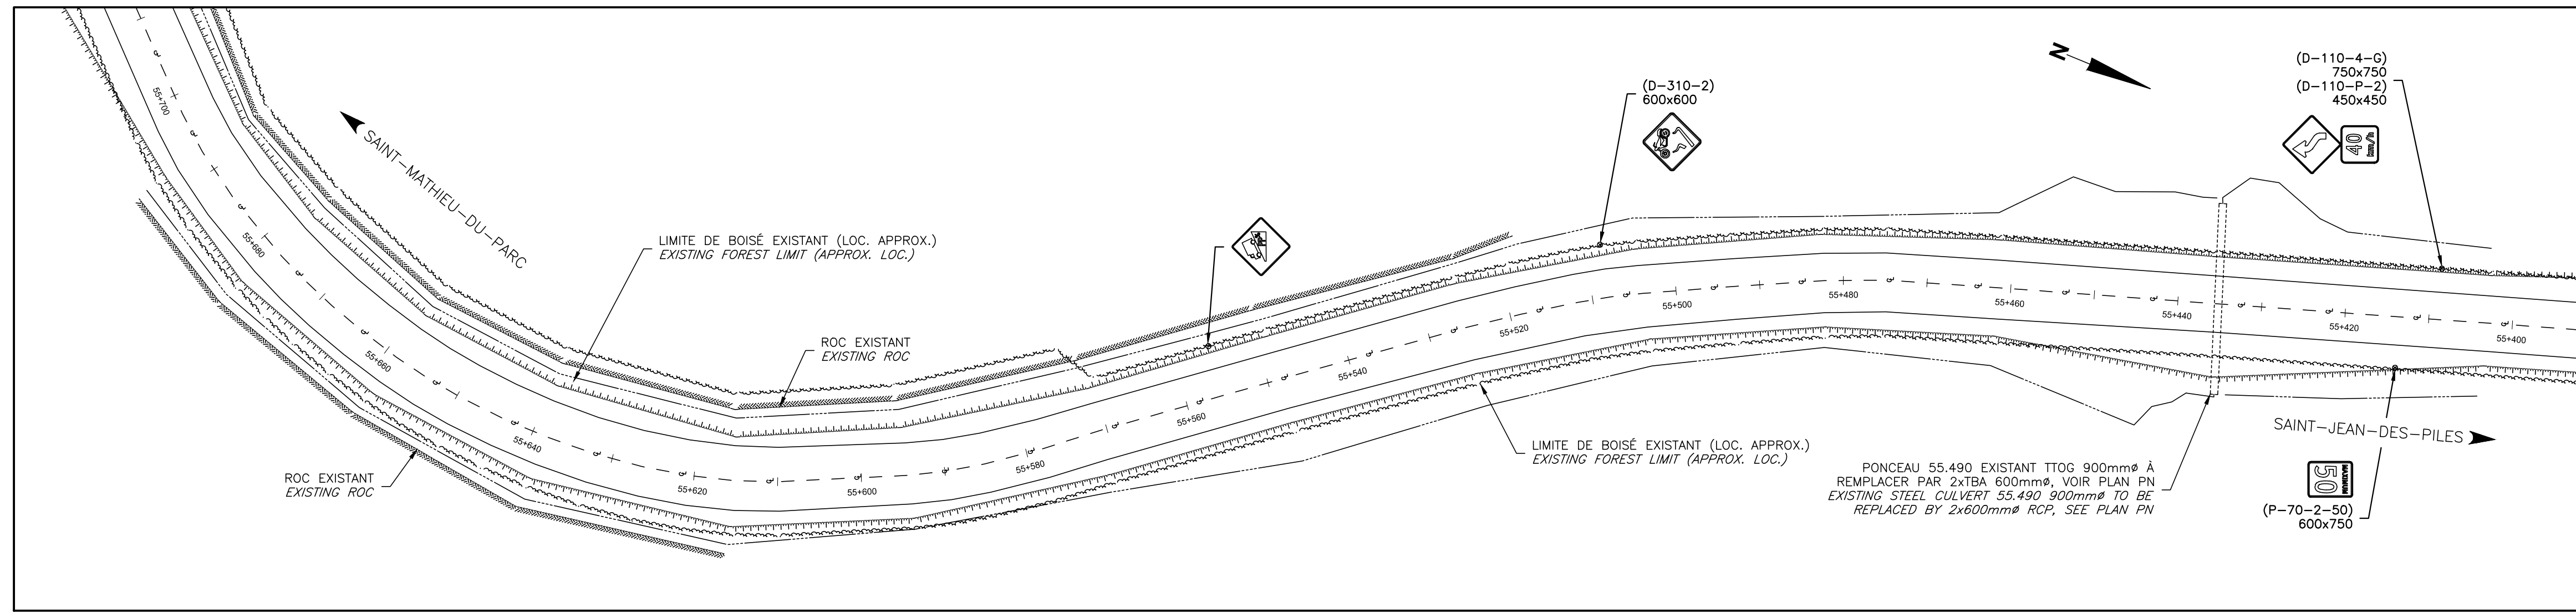 N
(D-110-4-G)
750x750
(D-110-P-2)
450x450
40
km/h
(D-310-2)
600x600
SAINT-MATHIEU-DU-PARC
LIMITE DE BOISÉ EXISTANT (LOC. APPROX.)
EXISTING FOREST LIMIT (APPROX. LOC.)
ROC EXISTANT
EXISTING ROC
ROC EXISTANT
EXISTING ROC
55+700
55+680
55+660
55+640
55+620
55+600
55+580
55+560
55+540
55+520
55+500
55+480
55+460
55+440
55+420
55+400
LIMITE DE BOISÉ EXISTANT (LOC. APPROX.)
EXISTING FOREST LIMIT (APPROX. LOC.)
PONCEAU 55.490 EXISTANT TTOG 900mmø À
REMPLACER PAR 2xTBA 600mmø, VOIR PLAN PN
EXISTING STEEL CULVERT 55.490 900mmø TO BE
REPLACED BY 2x600mmø RCP, SEE PLAN PN
SAINT-JEAN-DES-PILES
MAXIMUM
50
(P-70-2-50)
600x750